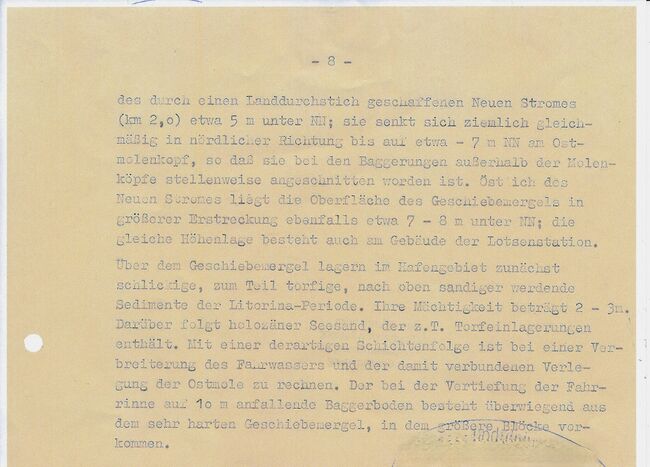 - 8 -
des durch einen Landdurchstich geschaffenen Neuen Stromes
(km 2,o) etwa 5 m unter NN; sie senkt sich ziemlich gleich-
mäßig in nördlicher Richtung bis auf etwa - 7 m NN am Ost-
molenkopf, so daß sie bei den Baggerungen außerhalb der Molen-
köpfe stellenweise angeschnitten worden ist. Östlich des
Neuen Stromes liegt die Oberfläche des Geschiebemergels in
größerer Erstreckung ebenfalls etwa 7 - 8 m unter NN; die
gleiche Höhenlage besteht auch am Gebäude der Lotsenstation.
Über dem Geschiebemergel lagern im Hafengebiet zunächst
schlickige, zum Teil torfige, nach oben sandiger werdende
Sedimente der Litorina-Periode. Ihre Mächtigkeit beträgt 2 - 3m.
Darüber folgt holozäner Seesand, der z.T. Torfeinlagerungen
enthält. Mit einer derartigen Schichtenfolge ist bei einer Ver-
breiterung des Fahrwassers und der damit verbundenen Verle-
gung der Ostmole zu rechnen. Der bei der Vertiefung der Fahr-
rinne auf 1o m anfallende Baggerboden besteht überwiegend aus
dem sehr harten Geschiebemergel, in dem größere Blöcke vor-
kommen.